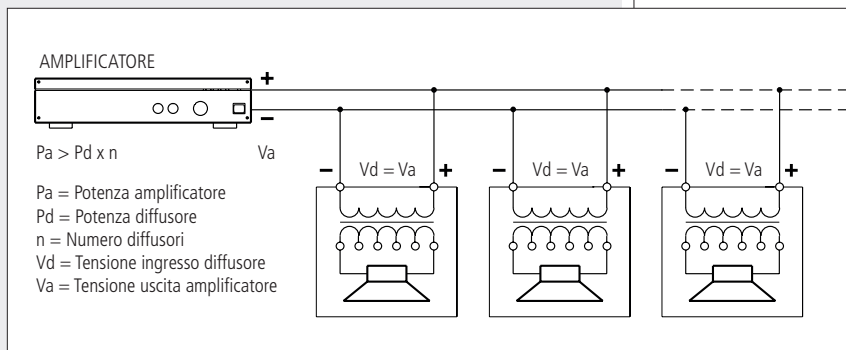 AMPLIFICATORE
+
−
Pa > Pd x n
Va
− Vd = Va +
− Vd = Va +
− Vd = Va +
Pa = Potenza amplificatore
Pd = Potenza diffusore
n = Numero diffusori
Vd = Tensione ingresso diffusore
Va = Tensione uscita amplificatore